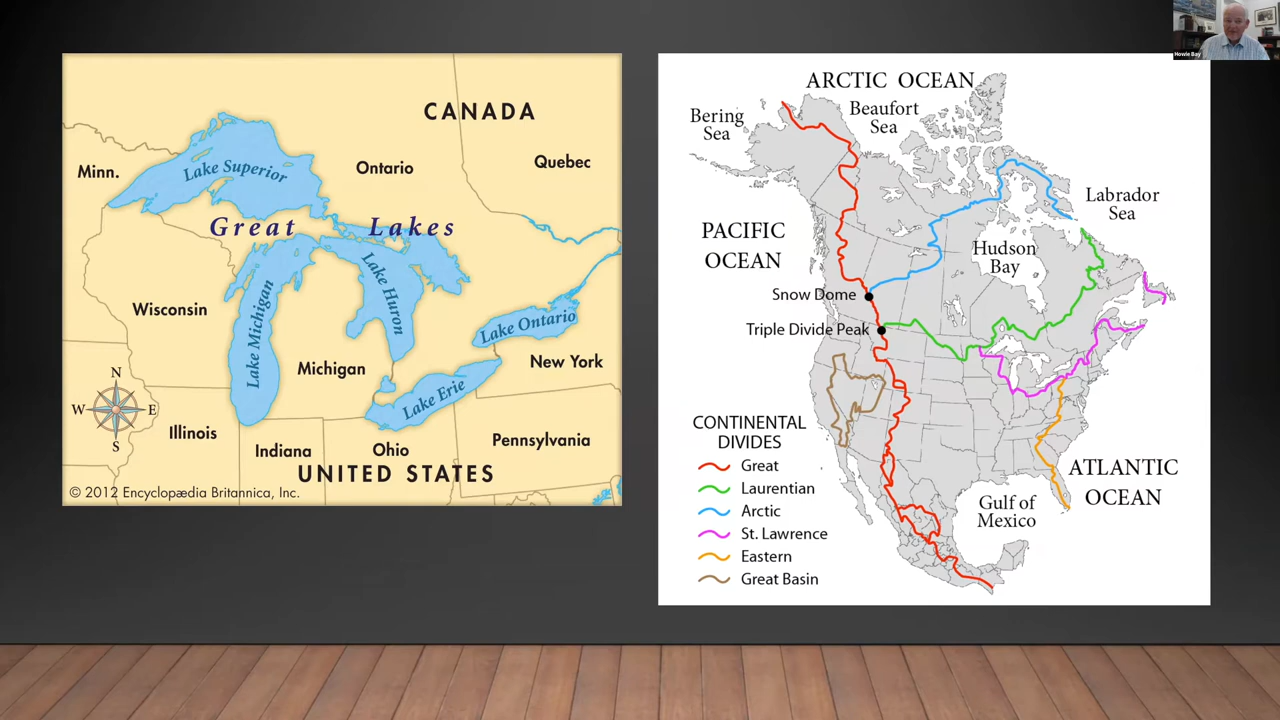 CANADA
Lake Superior
Minn.
Ontario
Quebec
Great Lakes
Lake Huron
Wisconsin
Lake Michigan
Lake Ontario
Michigan
New York
N
W E
S
Lake Erie
Illinois
Indiana
Ohio
Pennsylvania
UNITED STATES
© 2012 Encyclopædia Britannica, Inc.
ARCTIC OCEAN
Bering
Sea
Beaufort
Sea
Labrador
Sea
PACIFIC
OCEAN
Hudson
Bay
Snow Dome
Triple Divide Peak
CONTINENTAL
DIVIDES
Great
Laurentian
Arctic
St. Lawrence
Eastern
Great Basin
ATLANTIC
OCEAN
Gulf of
Mexico
Howie Bay